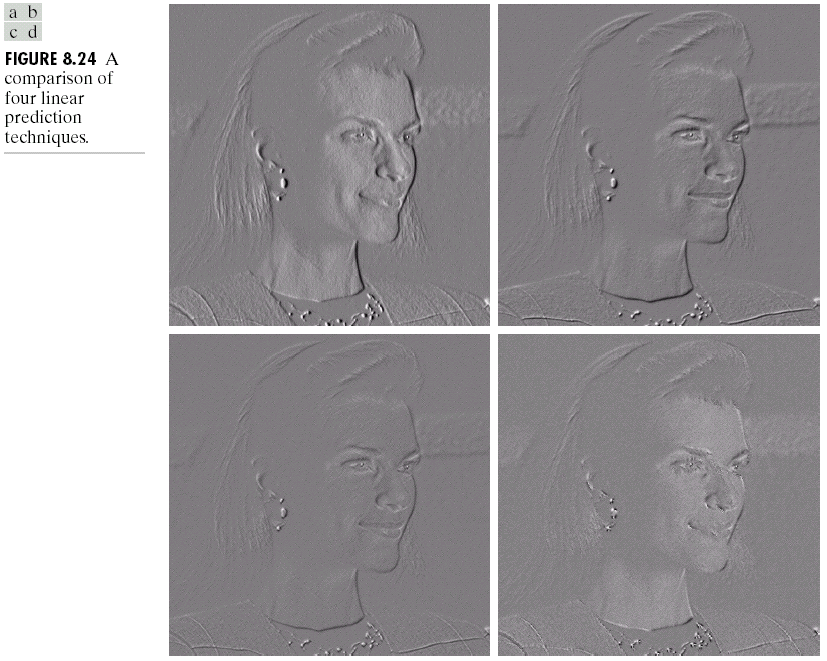 a b
c d
FIGURE 8.24 A
comparison of
four linear
prediction
techniques.